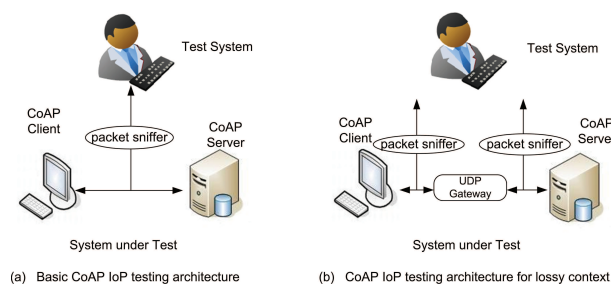 Test System
CoAP
Client
packet sniffer
CoAP
Server
System under Test
(a) Basic CoAP IoP testing architecture
Test System
CoAP
Client
packet sniffer
packet sniffer
CoAP
Server
UDP
Gateway
System under Test
(b) CoAP IoP testing architecture for lossy context